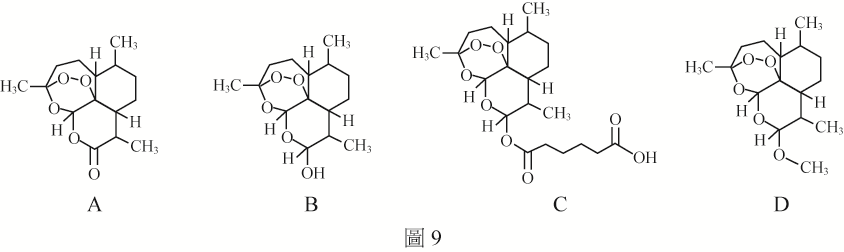 H CH₃ H₃C O O O O H H O CH₃ O
A
H CH₃ H₃C O O O O H H O CH₃ H OH
B
H CH₃ H₃C O O O O H H O CH₃ H O O O OH
C
H CH₃ H₃C O O O O H H O CH₃ H O CH₃
D
圖 9